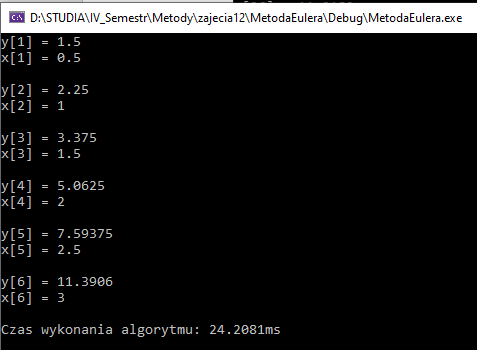 D:\STUDIA\IV_Semestr\Metody\zajecia12\MetodaEulera\Debug\MetodaEulera.exe
y[1] = 1.5
x[1] = 0.5
y[2] = 2.25
x[2] = 1
y[3] = 3.375
x[3] = 1.5
y[4] = 5.0625
x[4] = 2
y[5] = 7.59375
x[5] = 2.5
y[6] = 11.3906
x[6] = 3
Czas wykonania algorytmu: 24.2081ms